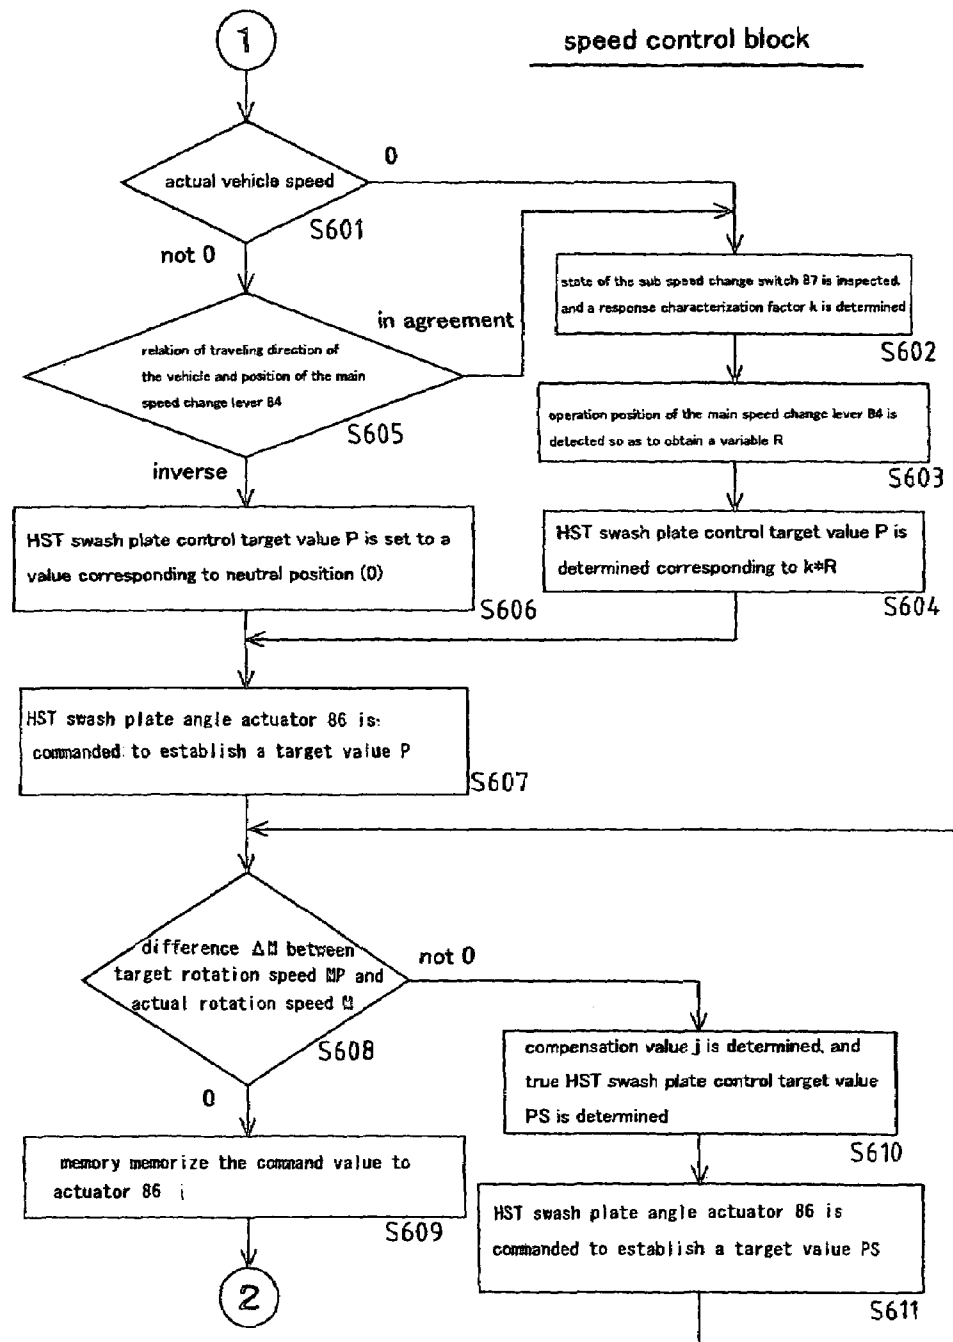 1
speed control block
0
actual vehicle speed
S601
not 0
state of the sub speed change switch 87 is inspected,
and a response characterization factor k is determined
S602
in agreement
relation of traveling direction of
the vehicle and position of the main
speed change lever 84
S605
operation position of the main speed change lever 84 is
detected so as to obtain a variable R
S603
inverse
HST swash plate control target value P is set to a
value corresponding to neutral position (0)
S606
HST swash plate control target value P is
determined corresponding to k*R
S604
HST swash plate angle actuator 86 is
commanded to establish a target value P
S607
difference ΔM between
target rotation speed MP and
actual rotation speed M
S608
not 0
0
compensation value j is determined, and
true HST swash plate control target value
PS is determined
S610
memory memorize the command value to
actuator 86
S609
HST swash plate angle actuator 86 is
commanded to establish a target value PS
S611
2